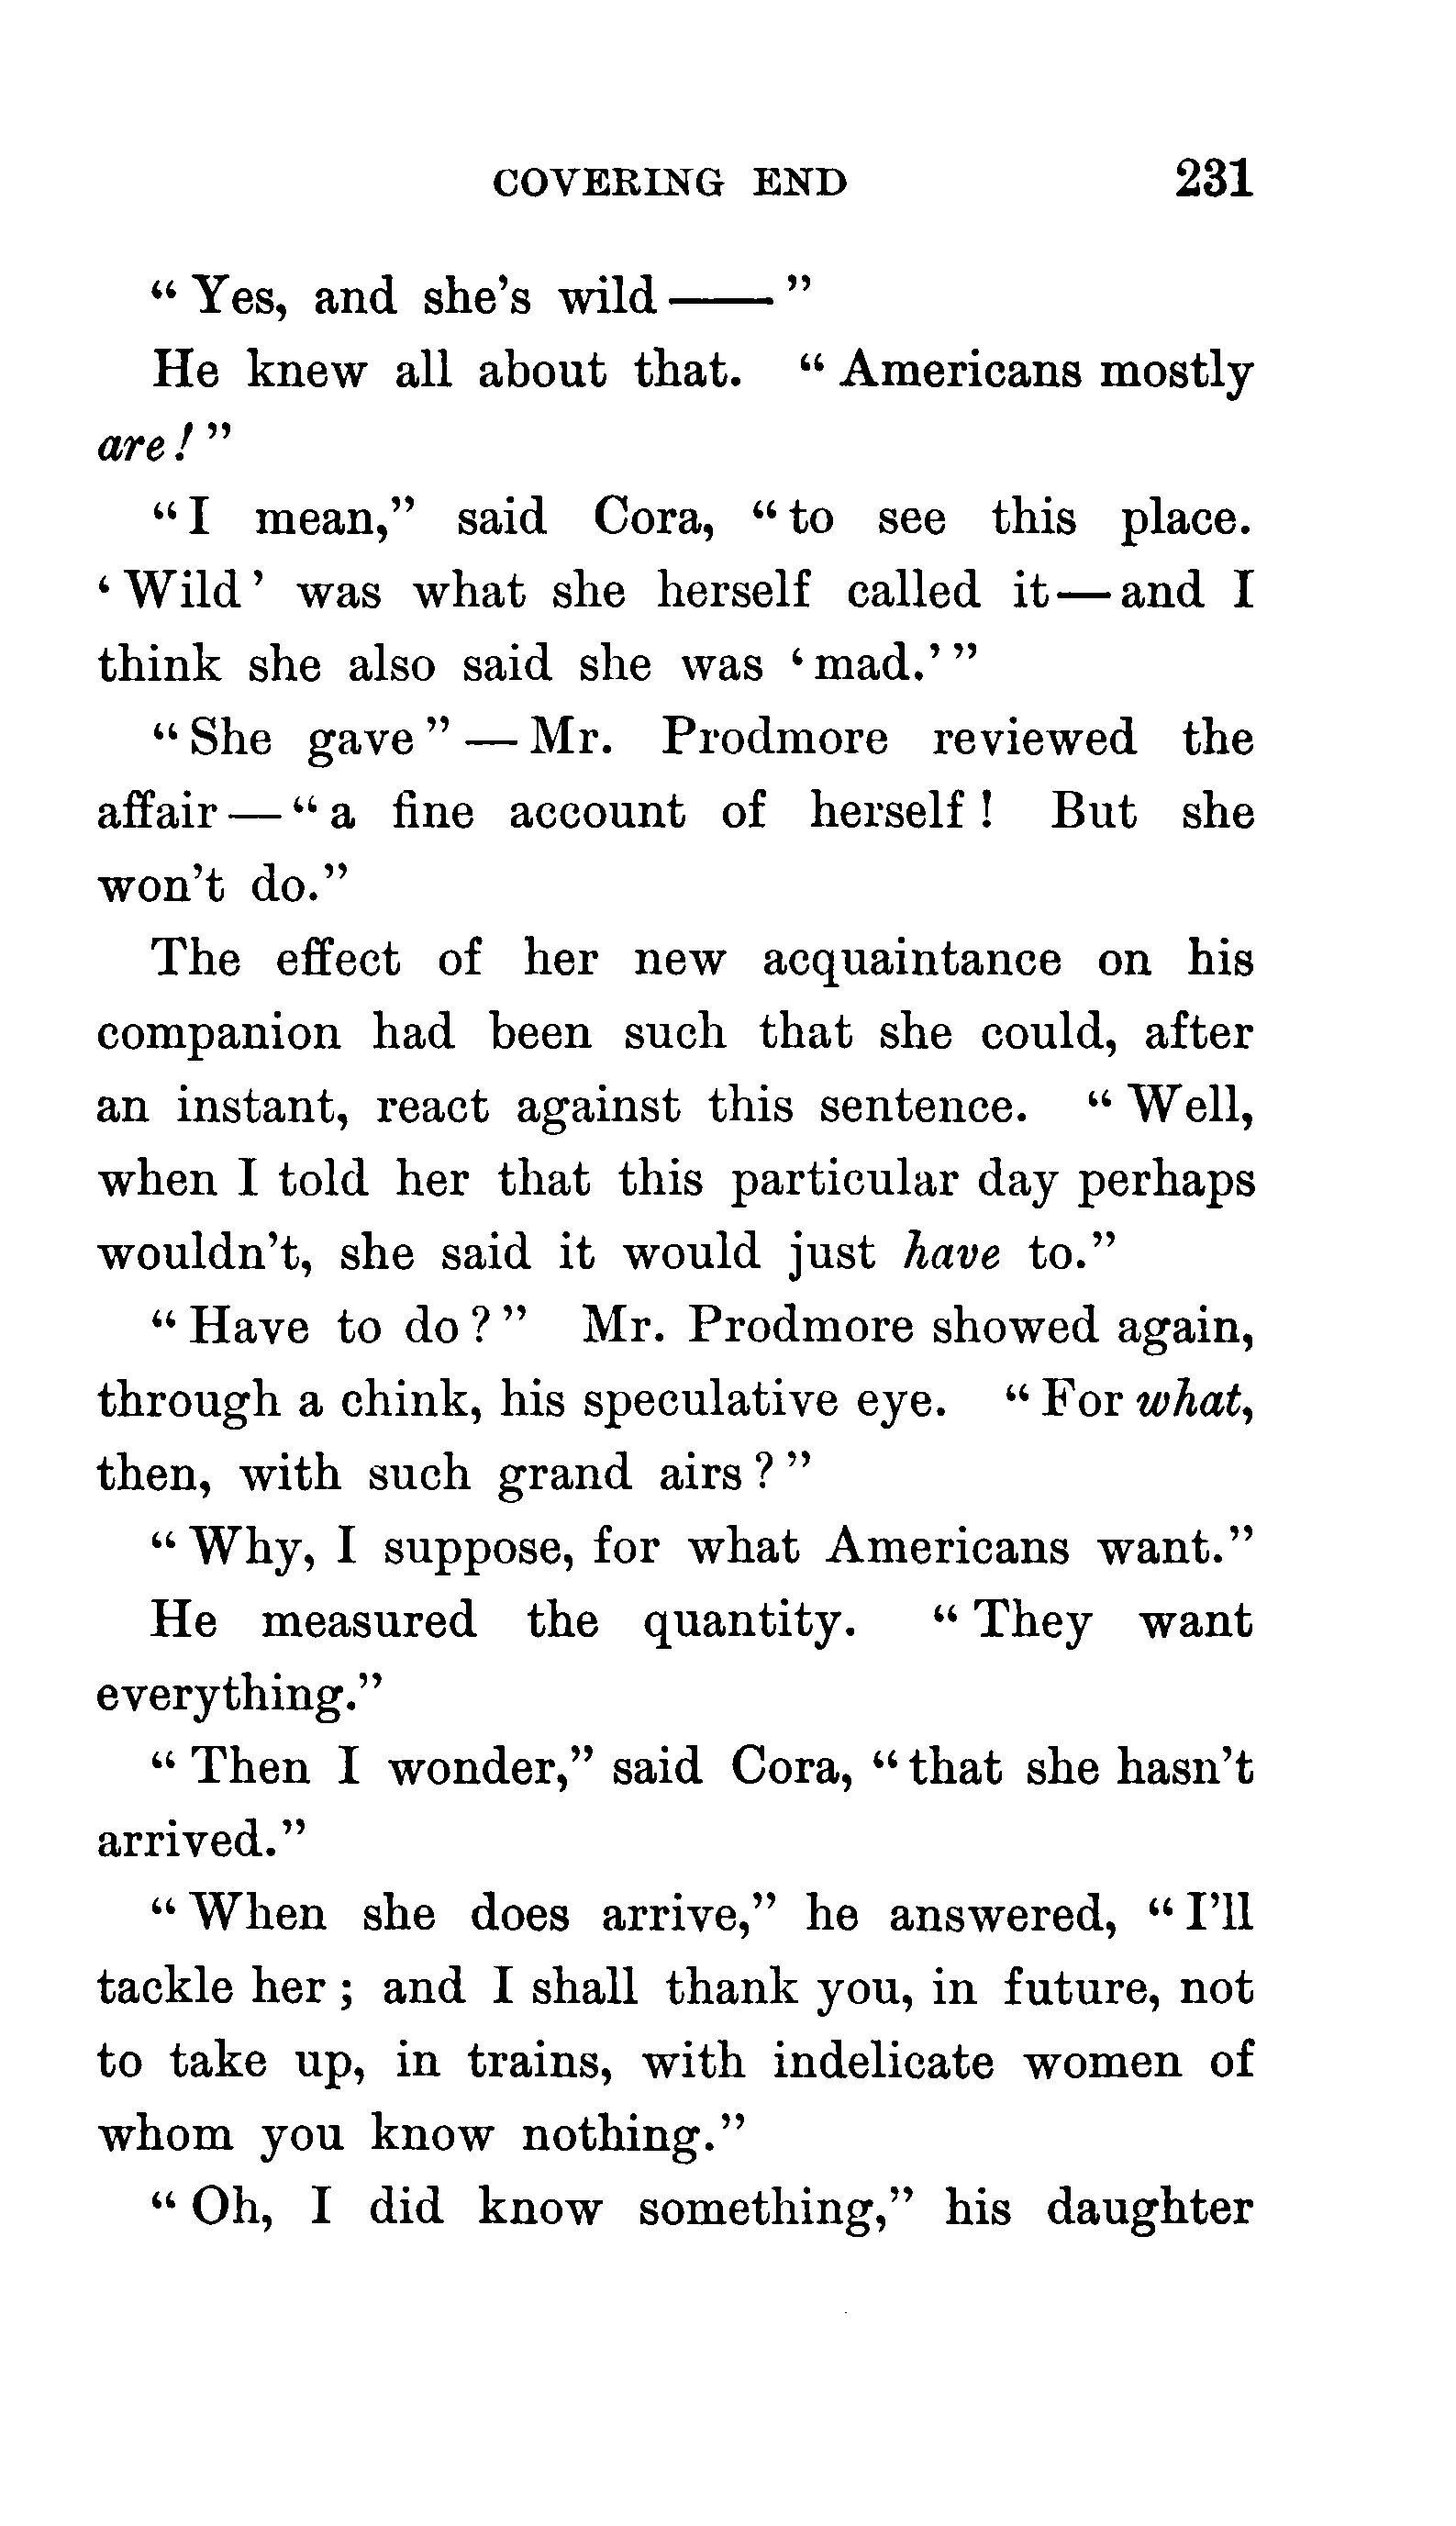 COVERING END 231
“Yes, and she’s wild——”
He knew all about that. “Americans mostly
are!”
“I mean,” said Cora, “to see this place.
‘Wild’ was what she herself called it—and I
think she also said she was ‘mad.’”
“She gave”—Mr. Prodmore reviewed the
affair—“a fine account of herself! But she
won’t do.”
The effect of her new acquaintance on his
companion had been such that she could, after
an instant, react against this sentence. “Well,
when I told her that this particular day perhaps
wouldn’t, she said it would just have to.”
“Have to do?” Mr. Prodmore showed again,
through a chink, his speculative eye. “For what,
then, with such grand airs?”
“Why, I suppose, for what Americans want.”
He measured the quantity. “They want
everything.”
“Then I wonder,” said Cora, “that she hasn’t
arrived.”
“When she does arrive,” he answered, “I’ll
tackle her; and I shall thank you, in future, not
to take up, in trains, with indelicate women of
whom you know nothing.”
“Oh, I did know something,” his daughter